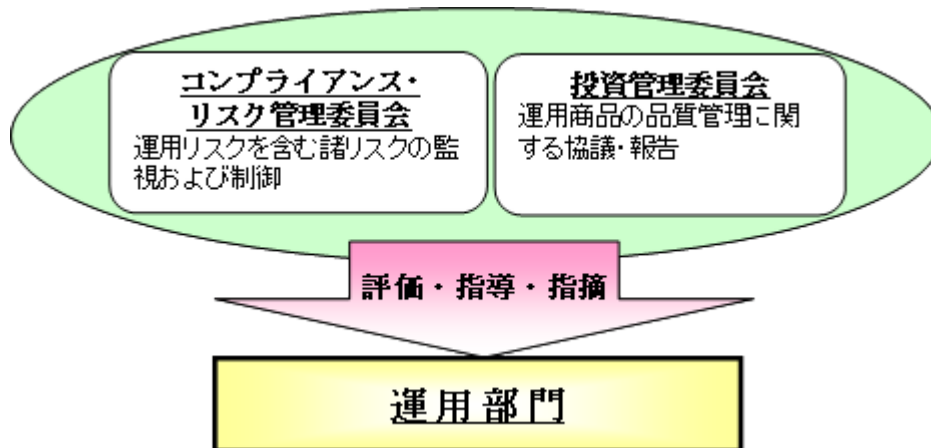 コンプライアンス・
リスク管理委員会
運用リスクを含む諸リスクの監
視および制御
投資管理委員会
運用商品の品質管理に関
する協議・報告
評価・指導・指摘
運用部門